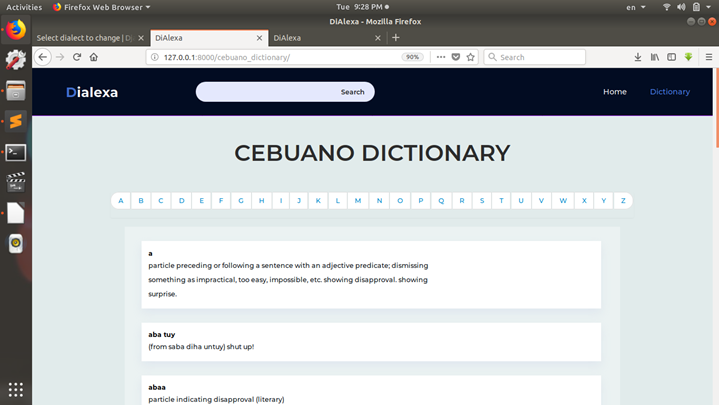 Activities Firefox Web Browser Tue 9:28 PM en
DiAlexa - Mozilla Firefox
Select dialect to change | Dj DiAlexa DiAlexa
127.0.0.1:8000/cebuano_dictionary/ 90% Search
Dialexa Search Home Dictionary
CEBUANO DICTIONARY
A B C D E F G H I J K L M N O P Q R S T U V W X Y Z
a
particle preceding or following a sentence with an adjective predicate; dismissing
something as impractical, too easy, impossible, etc. showing disapproval. showing
surprise.
aba tuy
(from saba diha untuy) shut up!
abaa
particle indicating disapproval (literary)